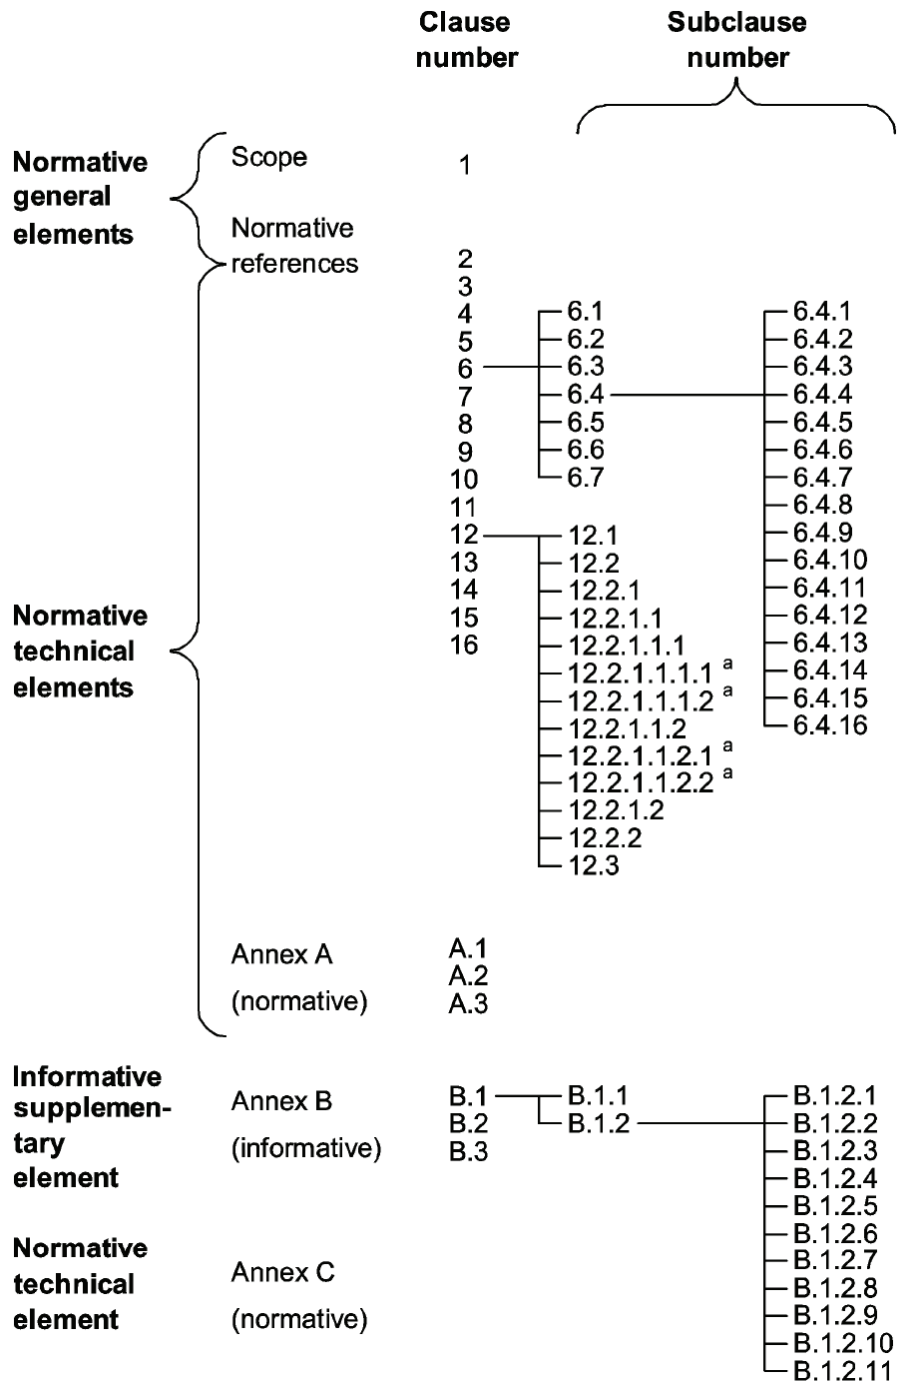 Clause
number
Subclause
number
Normative
general
elements
Scope
1
Normative
references
2
3
4
5
6
7
8
9
10
11
12
13
14
15
16
6.1
6.2
6.3
6.4
6.5
6.6
6.7
6.4.1
6.4.2
6.4.3
6.4.4
6.4.5
6.4.6
6.4.7
6.4.8
6.4.9
6.4.10
6.4.11
6.4.12
6.4.13
6.4.14
6.4.15
6.4.16
12.1
12.2
12.2.1
12.2.1.1
12.2.1.1.1
12.2.1.1.1.1 a
12.2.1.1.1.2 a
12.2.1.1.2
12.2.1.1.2.1 a
12.2.1.1.2.2 a
12.2.1.2
12.2.2
12.3
Normative
technical
elements
Annex A
(normative)
A.1
A.2
A.3
Informative
supplemen-
tary
element
Annex B
(informative)
B.1
B.2
B.3
B.1.1
B.1.2
B.1.2.1
B.1.2.2
B.1.2.3
B.1.2.4
B.1.2.5
B.1.2.6
B.1.2.7
B.1.2.8
B.1.2.9
B.1.2.10
B.1.2.11
Normative
technical
element
Annex C
(normative)